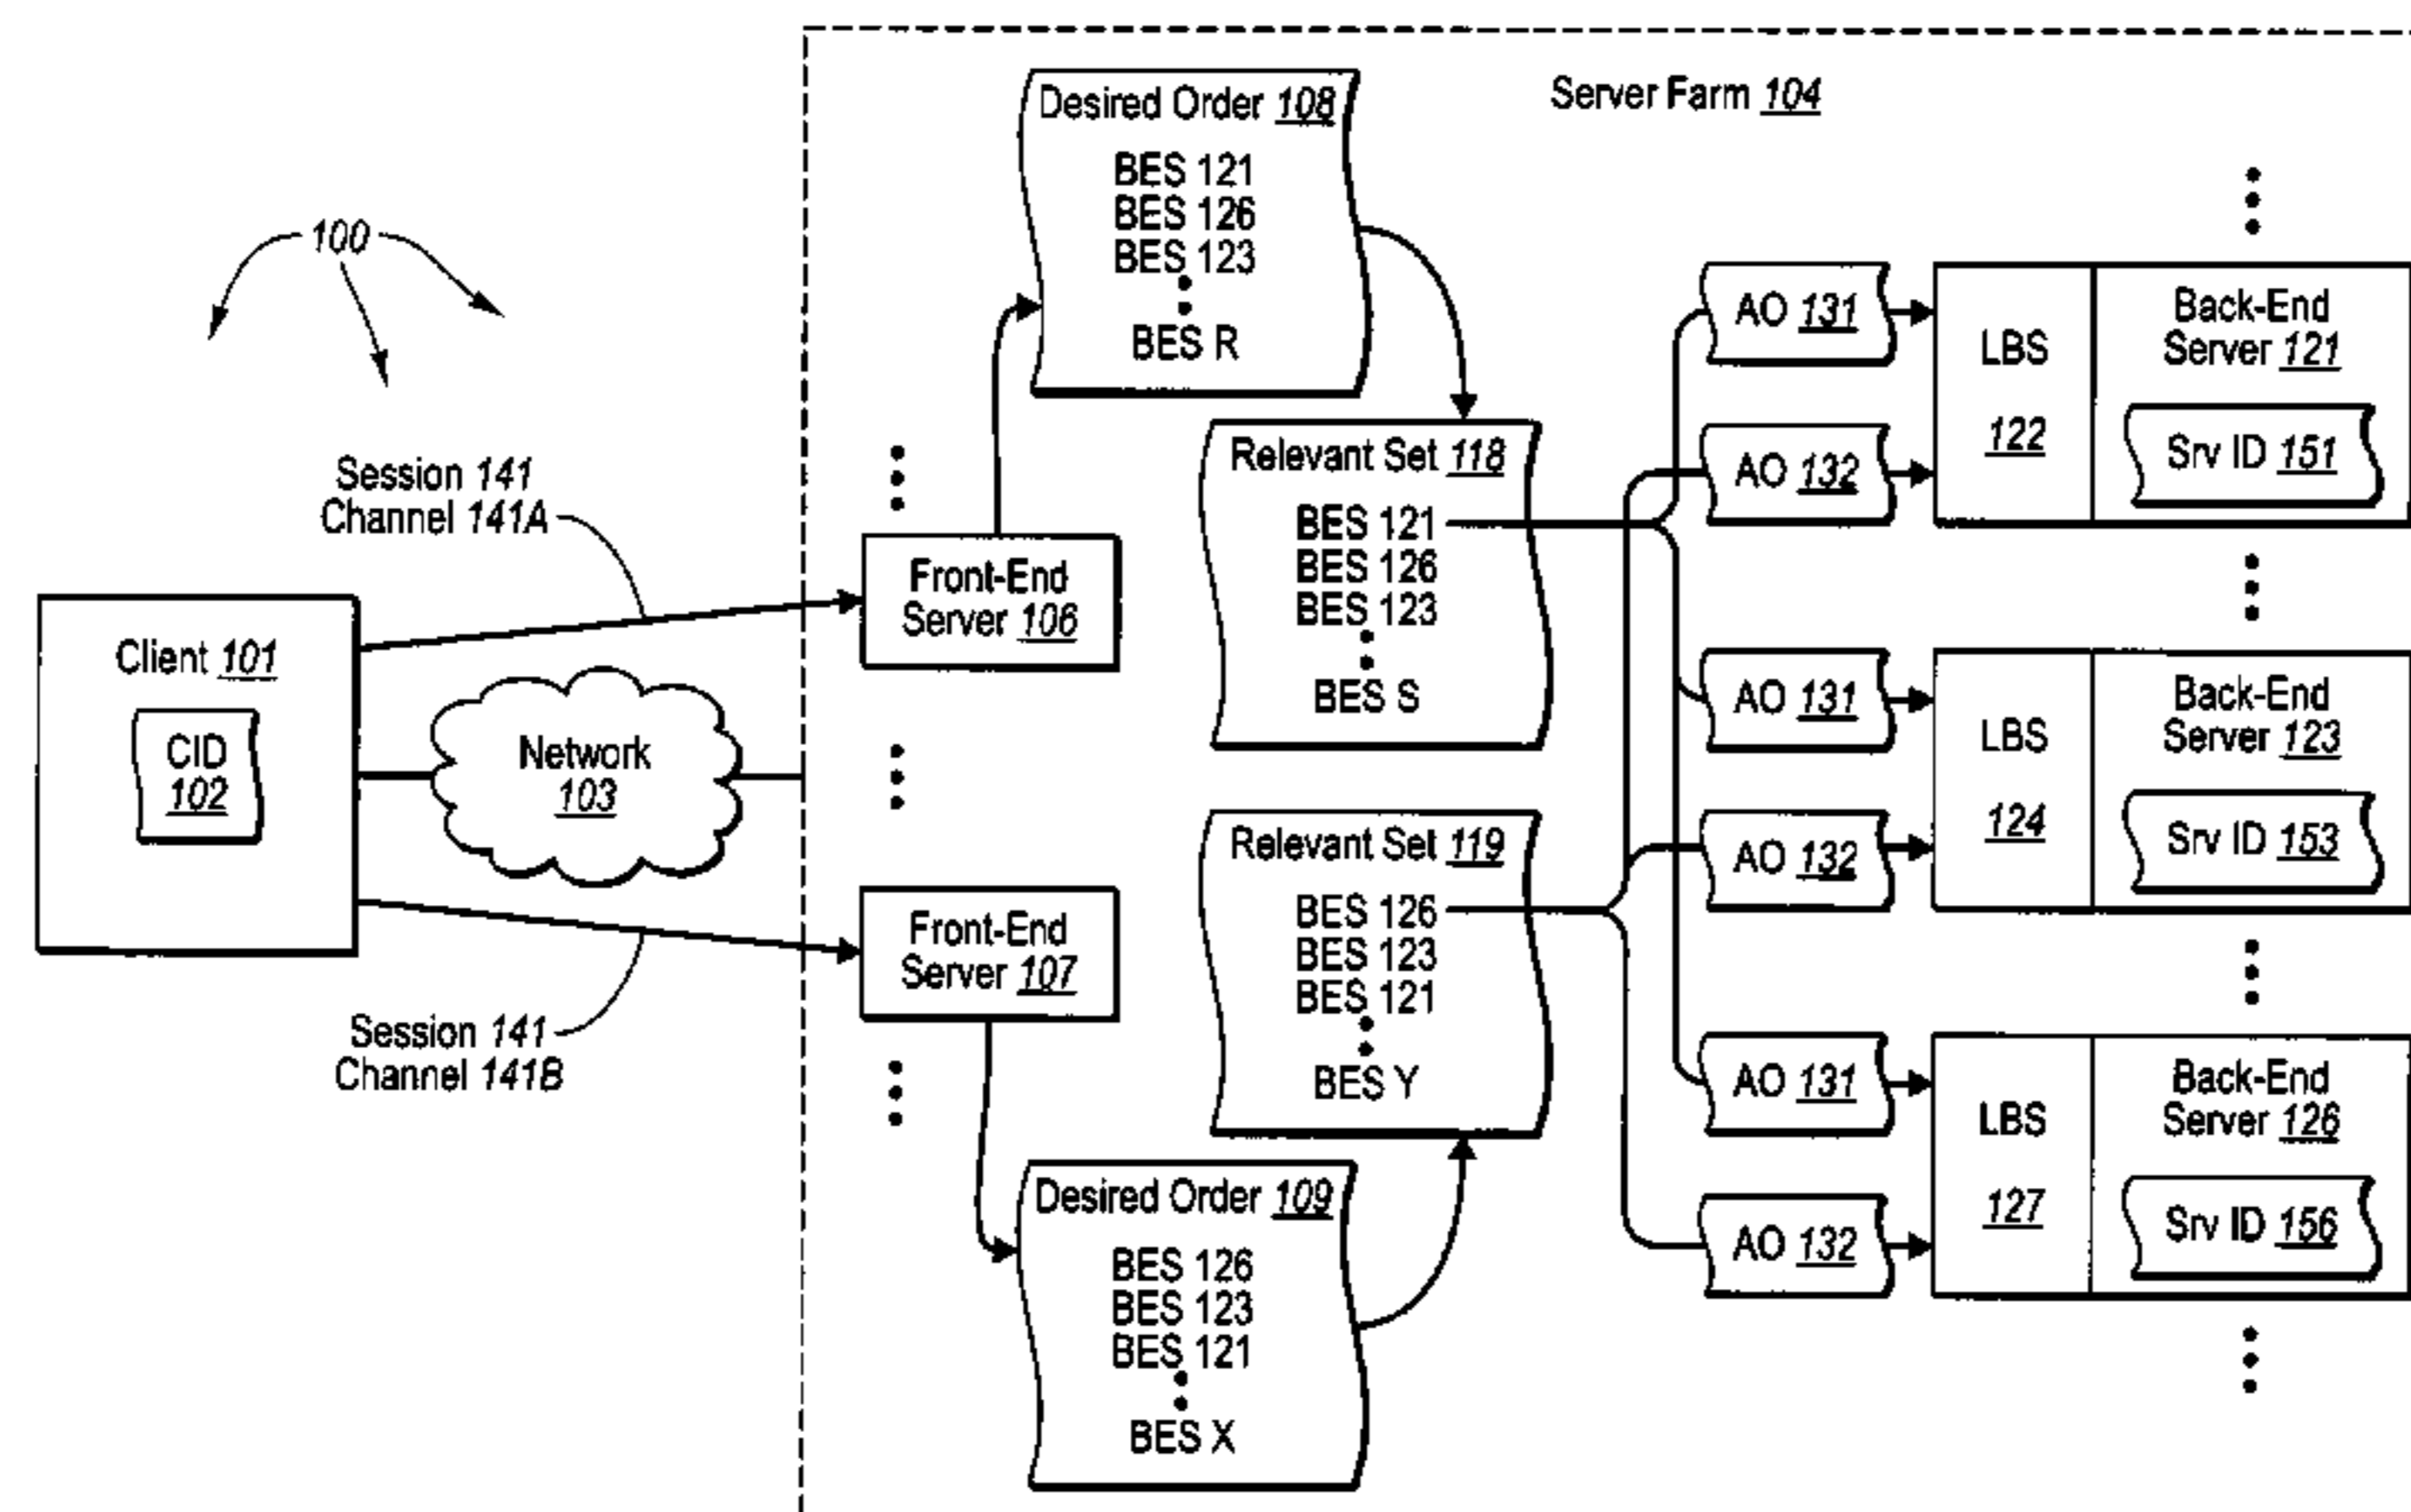 Server Farm 104
100
Session 141
Channel 141A
Client 101
CID
102
Network
103
Session 141
Channel 141B
Front-End
Server 106
Front-End
Server 107
Desired Order 108
BES 121
BES 126
BES 123
BES R
Relevant Set 118
BES 121
BES 126
BES 123
BES S
Relevant Set 119
BES 126
BES 123
BES 121
BES Y
Desired Order 109
BES 126
BES 123
BES 121
BES X
AO 131
AO 132
LBS
122
Back-End
Server 121
Srv ID 151
AO 131
AO 132
LBS
124
Back-End
Server 123
Srv ID 153
AO 131
AO 132
LBS
127
Back-End
Server 126
Srv ID 156